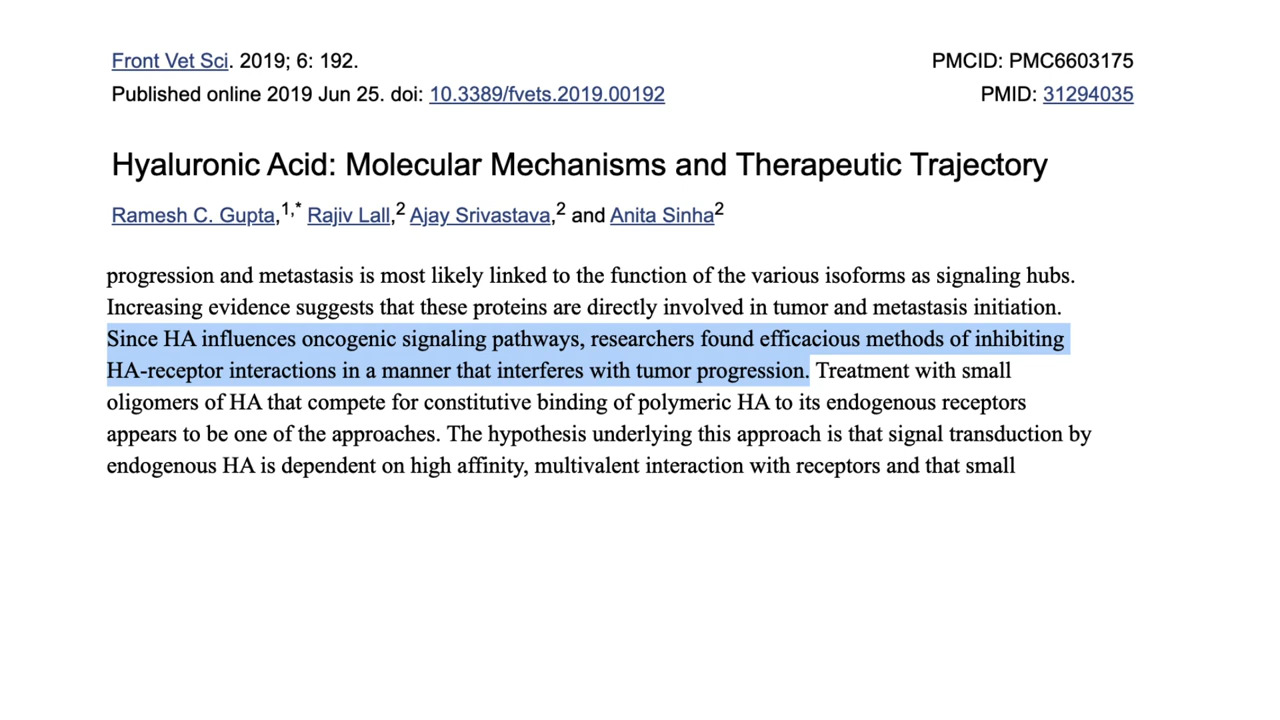 Front Vet Sci. 2019; 6: 192. PMCID: PMC6603175
Published online 2019 Jun 25. doi: 10.3389/fvets.2019.00192 PMID: 31294035
Hyaluronic Acid: Molecular Mechanisms and Therapeutic Trajectory
Ramesh C. Gupta,1,* Rajiv Lall,2 Ajay Srivastava,2 and Anita Sinha2
progression and metastasis is most likely linked to the function of the various isoforms as signaling hubs.
Increasing evidence suggests that these proteins are directly involved in tumor and metastasis initiation.
Since HA influences oncogenic signaling pathways, researchers found efficacious methods of inhibiting
HA-receptor interactions in a manner that interferes with tumor progression. Treatment with small
oligomers of HA that compete for constitutive binding of polymeric HA to its endogenous receptors
appears to be one of the approaches. The hypothesis underlying this approach is that signal transduction by
endogenous HA is dependent on high affinity, multivalent interaction with receptors and that small